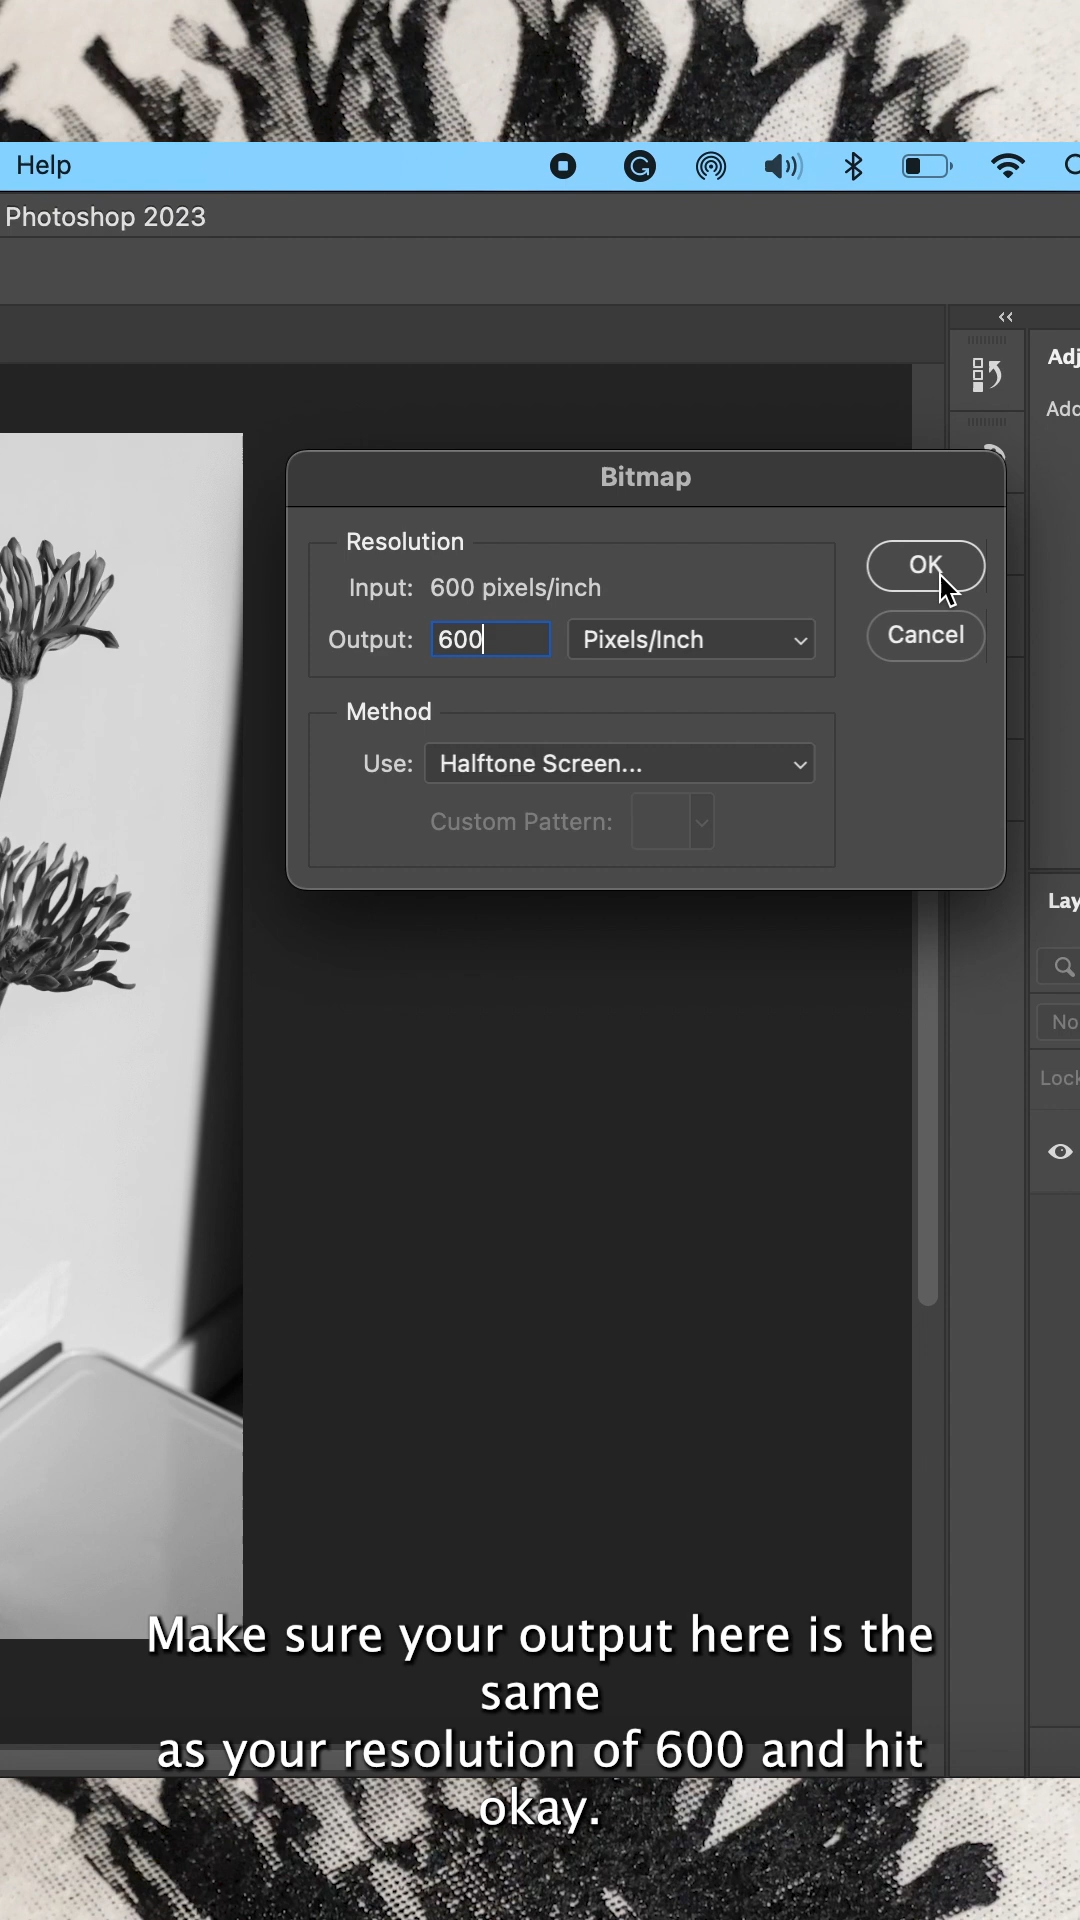 Help
Photoshop 2023
Adj
Add
Bitmap
Resolution
Input: 600 pixels/inch
Output: 600 Pixels/Inch
OK
Cancel
Method
Use: Halftone Screen...
Custom Pattern:
Lay
No
Lock
Make sure your output here is the
same
as your resolution of 600 and hit
okay.